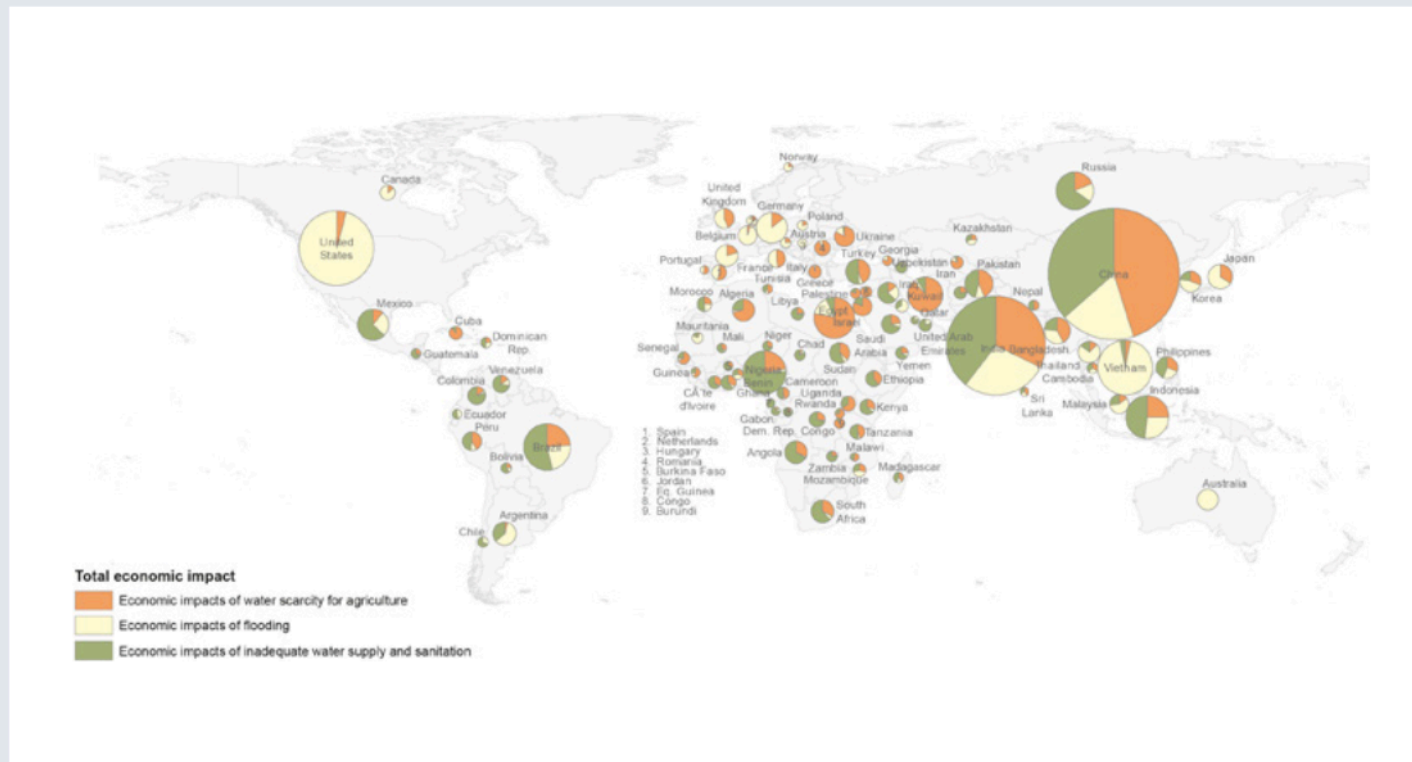 Norway
Russia
Canada
United
Kingdom
Germany
Poland
Belgium
Austria
Ukraine
Kazakhstan
United
States
Georgia
Turkey
Uzbekistan
Portugal
France
Italy
Greece
Iran
Pakistan
China
Japan
Korea
Tunisia
Morocco
Algeria
Libya
Palestine
Iraq
Kuwait
Nepal
Mexico
Cuba
Dominican
Rep.
Guatemala
Mauritania
Egypt
Israel
Qatar
United Arab
Emirates
India
Bangladesh
Senegal
Mali
Niger
Chad
Saudi
Arabia
Sudan
Yemen
Thailand
Vietnam
Philippines
Venezuela
Colombia
Guinea
Nigeria
Benin
Cameroon
Ethiopia
Cambodia
Indonesia
CÃ´te
d'Ivoire
Ghana
Uganda
Rwanda
Kenya
Sri
Lanka
Malaysia
Ecuador
Gabon
Dem. Rep. Congo
Peru
Brazil
Tanzania
1. Spain
2. Netherlands
3. Hungary
4. Romania
5. Burkina Faso
6. Jordan
7. Eq. Guinea
8. Congo
9. Burundi
Bolivia
Angola
Malawi
Zambia
Mozambique
Madagascar
Australia
Argentina
Chile
South
Africa
Total economic impact
Economic impacts of water scarcity for agriculture
Economic impacts of flooding
Economic impacts of inadequate water supply and sanitation